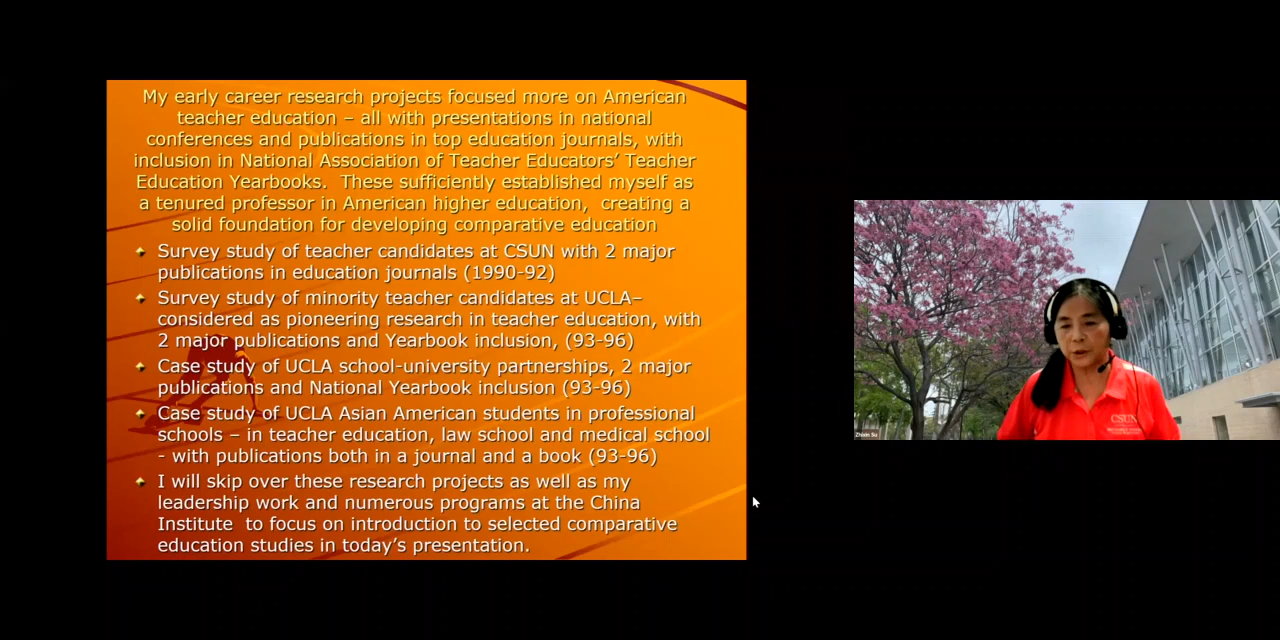 My early career research projects focused more on American
teacher education – all with presentations in national
conferences and publications in top education journals, with
inclusion in National Association of Teacher Educators' Teacher
Education Yearbooks.  These sufficiently established myself as
a tenured professor in American higher education,  creating a
solid foundation for developing comparative education
Survey study of teacher candidates at CSUN with 2 major
publications in education journals (1990-92)
Survey study of minority teacher candidates at UCLA–
considered as pioneering research in teacher education, with
2 major publications and Yearbook inclusion, (93-96)
Case study of UCLA school-university partnerships, 2 major
publications and National Yearbook inclusion (93-96)
Case study of UCLA Asian American students in professional
schools – in teacher education, law school and medical school
- with publications both in a journal and a book (93-96)
I will skip over these research projects as well as my
leadership work and numerous programs at the China
Institute  to focus on introduction to selected comparative
education studies in today's presentation.
CSUN
Zhixin Su